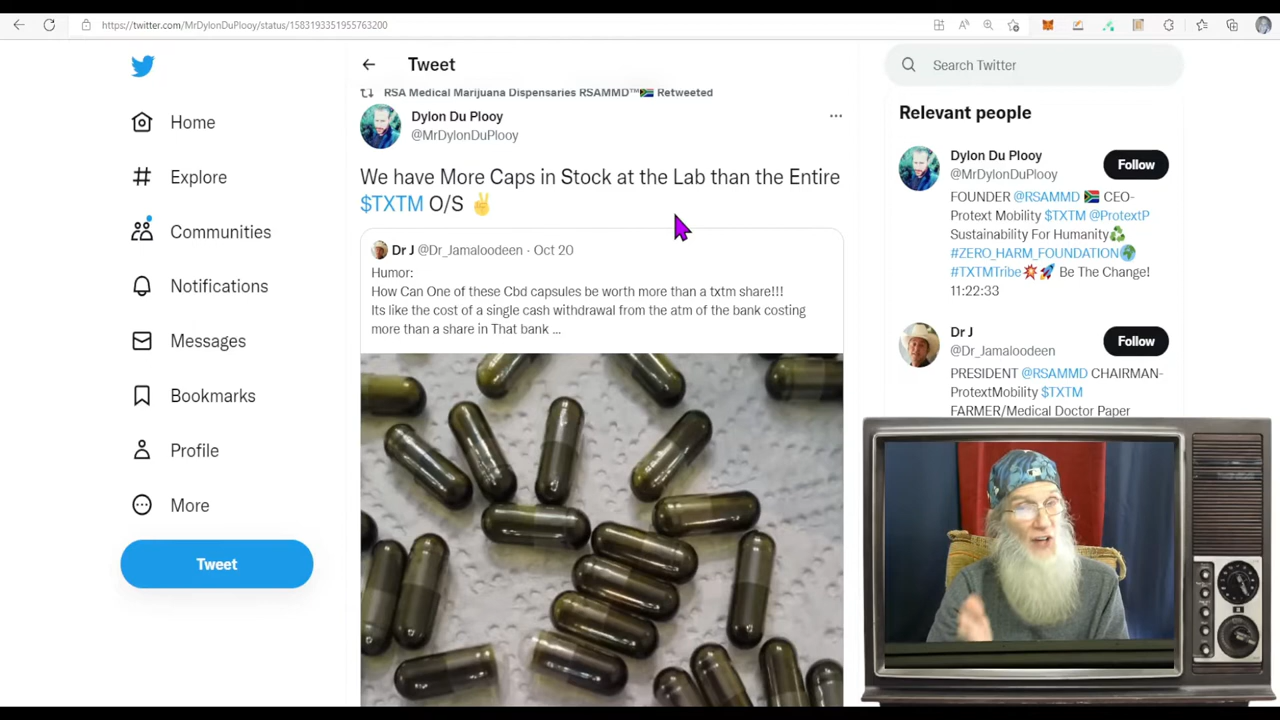 https://twitter.com/MrDylonDuPlooy/status/1583193351955763200
Home
Explore
Communities
Notifications
Messages
Bookmarks
Profile
More
Tweet
Tweet
RSA Medical Marijuana Dispensaries RSAMMD™🇿🇦 Retweeted
Dylon Du Plooy
@MrDylonDuPlooy
We have More Caps in Stock at the Lab than the Entire
$TXTM O/S ✌
Dr J @Dr_Jamaloodeen · Oct 20
Humor:
How Can One of these Cbd capsules be worth more than a txtm share!!!
Its like the cost of a single cash withdrawal from the atm of the bank costing
more than a share in That bank ...
Search Twitter
Relevant people
Dylon Du Plooy
@MrDylonDuPlooy
Follow
FOUNDER @RSAMMD 🇿🇦 CEO-
Protext Mobility $TXTM @ProtextP
Sustainability For Humanity♻
#ZERO_HARM_FOUNDATION🌍
#TXTMTribe💥🚀 Be The Change!
11:22:33
Dr J
@Dr_Jamaloodeen
Follow
PRESIDENT @RSAMMD CHAIRMAN-
ProtextMobility $TXTM
FARMER/Medical Doctor Paper